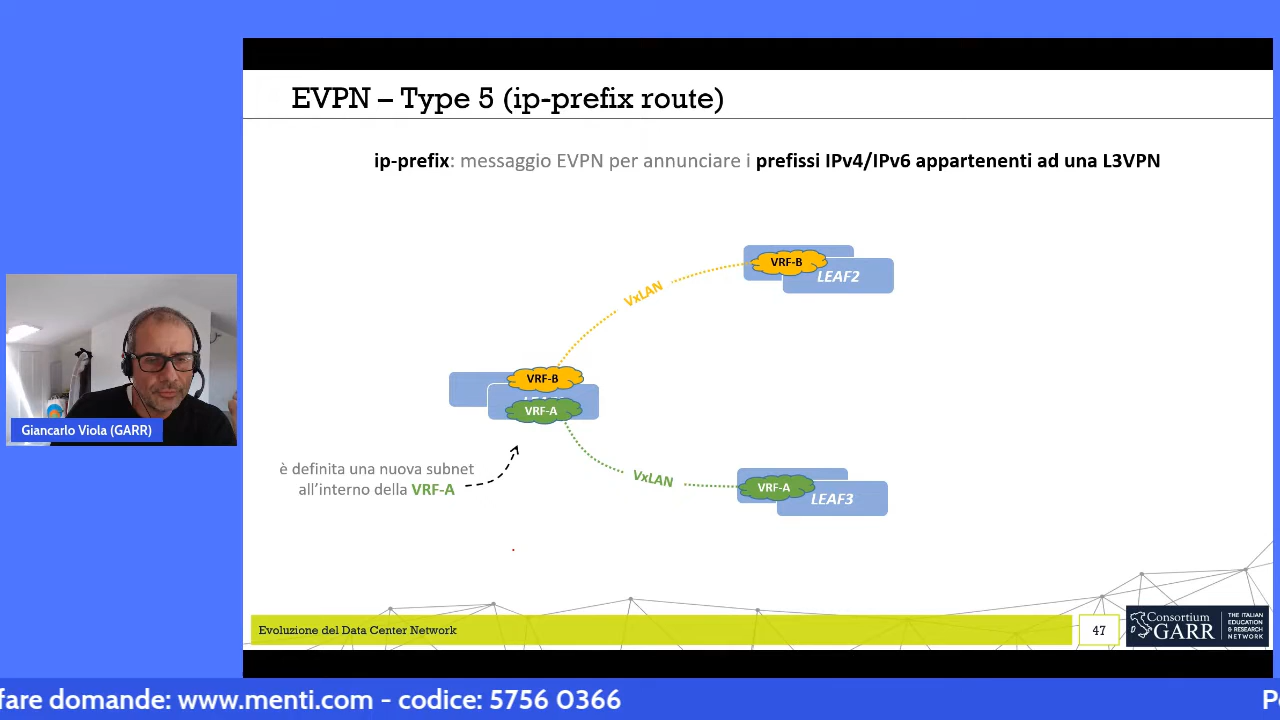 EVPN – Type 5 (ip-prefix route)
ip-prefix: messaggio EVPN per annunciare i prefissi IPv4/IPv6 appartenenti ad una L3VPN
VRF-B
LEAF2
VxLAN
VRF-B
VRF-A
è definita una nuova subnet
all'interno della VRF-A
VxLAN
VRF-A
LEAF3
Giancarlo Viola (GARR)
Evoluzione del Data Center Network
47
Consortium
GARR
THE ITALIAN
EDUCATION
& RESEARCH
NETWORK
fare domande: www.menti.com - codice: 5756 0366